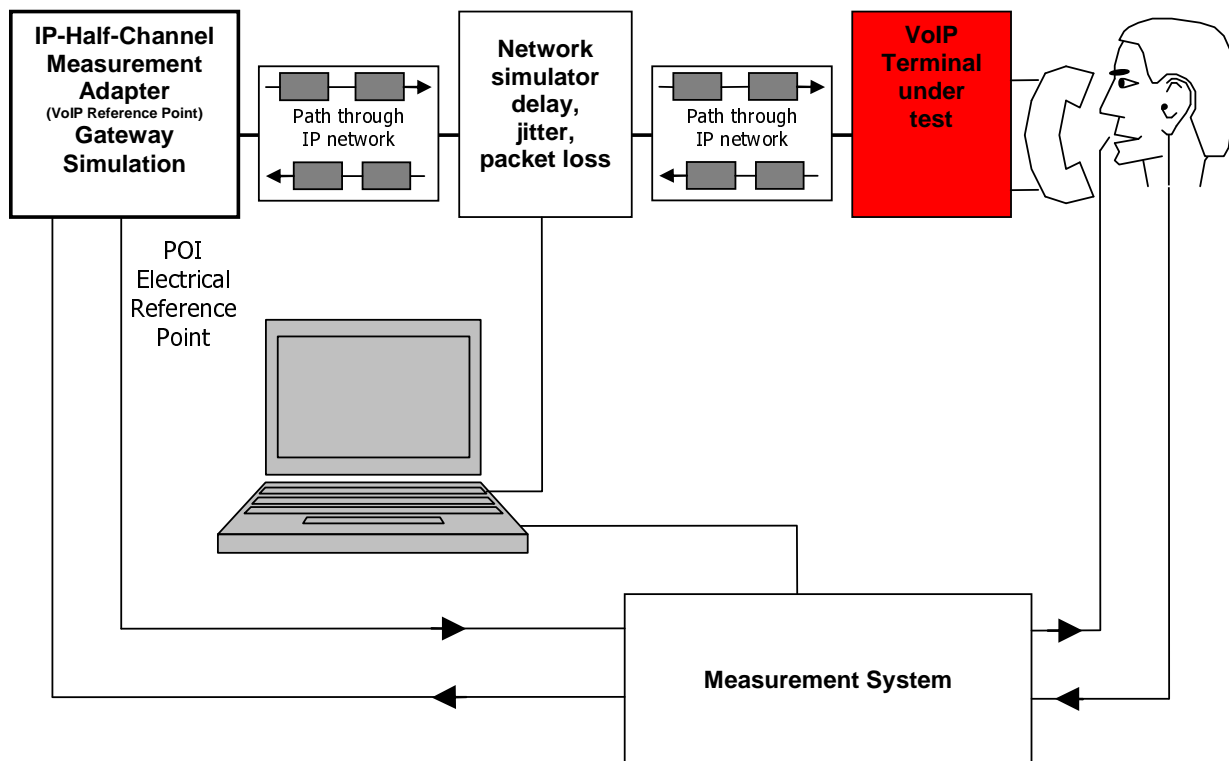 IP-Half-Channel
Measurement
Adapter
(VoIP Reference Point)
Gateway
Simulation
Path through
IP network
Network
simulator
delay,
jitter,
packet loss
Path through
IP network
VoIP
Terminal
under
test
POI
Electrical
Reference
Point
Measurement System